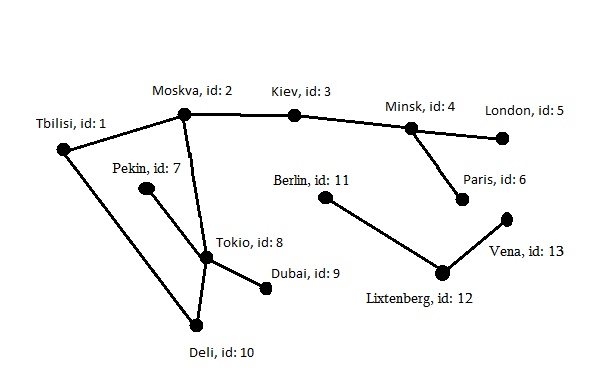 Moskva, id: 2
Kiev, id: 3
Minsk, id: 4
London, id: 5
Tbilisi, id: 1
Pekin, id: 7
Berlin, id: 11
Paris, id: 6
Tokio, id: 8
Vena, id: 13
Dubai, id: 9
Lixtenberg, id: 12
Deli, id: 10